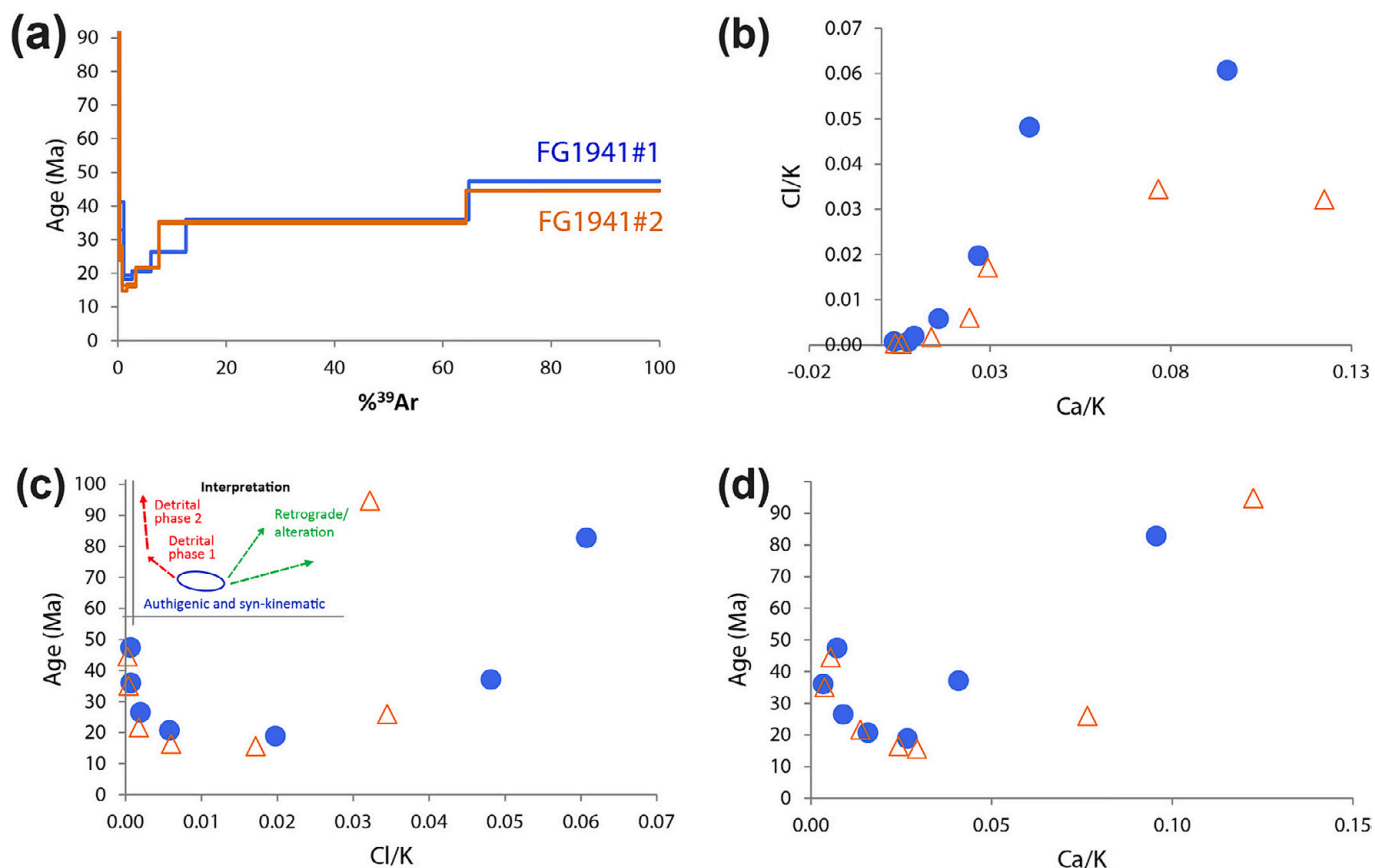 (a)
90
80
70
60
50
40
30
20
10
0
Age (Ma)
FG1941#1
FG1941#2
0
20
40
60
80
100
%39Ar
(b)
0.07
0.06
0.05
0.04
0.03
0.02
0.01
0.00
Cl/K
-0.02
0.03
0.08
0.13
Ca/K
(c)
100
90
80
70
60
50
40
30
20
10
0
Age (Ma)
Interpretation
Detrital
phase 2
Detrital
phase 1
Retrograde/
alteration
Authigenic and syn-kinematic
0.00
0.01
0.02
0.03
0.04
0.05
0.06
0.07
Cl/K
(d)
90
80
70
60
50
40
30
20
10
0
Age (Ma)
0.00
0.05
0.10
0.15
Ca/K